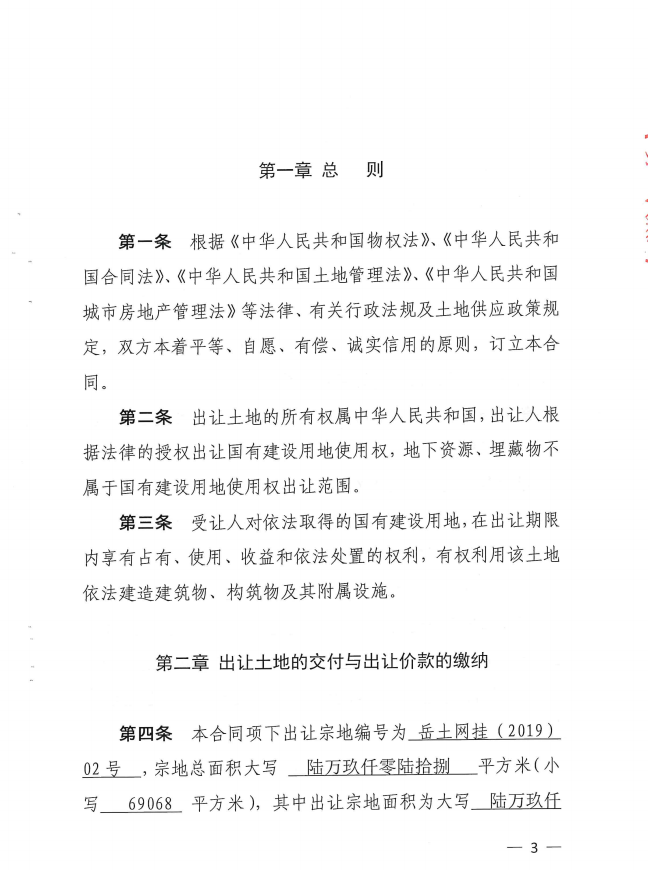 第一章 总 则
第一条 根据《中华人民共和国物权法》、《中华人民共和
国合同法》、《中华人民共和国土地管理法》、《中华人民共和国
城市房地产管理法》等法律、有关行政法规及土地供应政策规
定，双方本着平等、自愿、有偿、诚实信用的原则，订立本合
同。
第二条 出让土地的所有权属中华人民共和国，出让人根
据法律的授权出让国有建设用地使用权，地下资源、埋藏物不
属于国有建设用地使用权出让范围。
第三条 受让人对依法取得的国有建设用地，在出让期限
内享有占有、使用、收益和依法处置的权利，有权利用该土地
依法建造建筑物、构筑物及其附属设施。
第二章 出让土地的交付与出让价款的缴纳
第四条 本合同项下出让宗地编号为 岳土网挂（2019）
02号 ，宗地总面积大写 陆万玖仟零陆拾捌 平方米（小
写 69068 平方米），其中出让宗地面积为大写 陆万玖仟
— 3 —